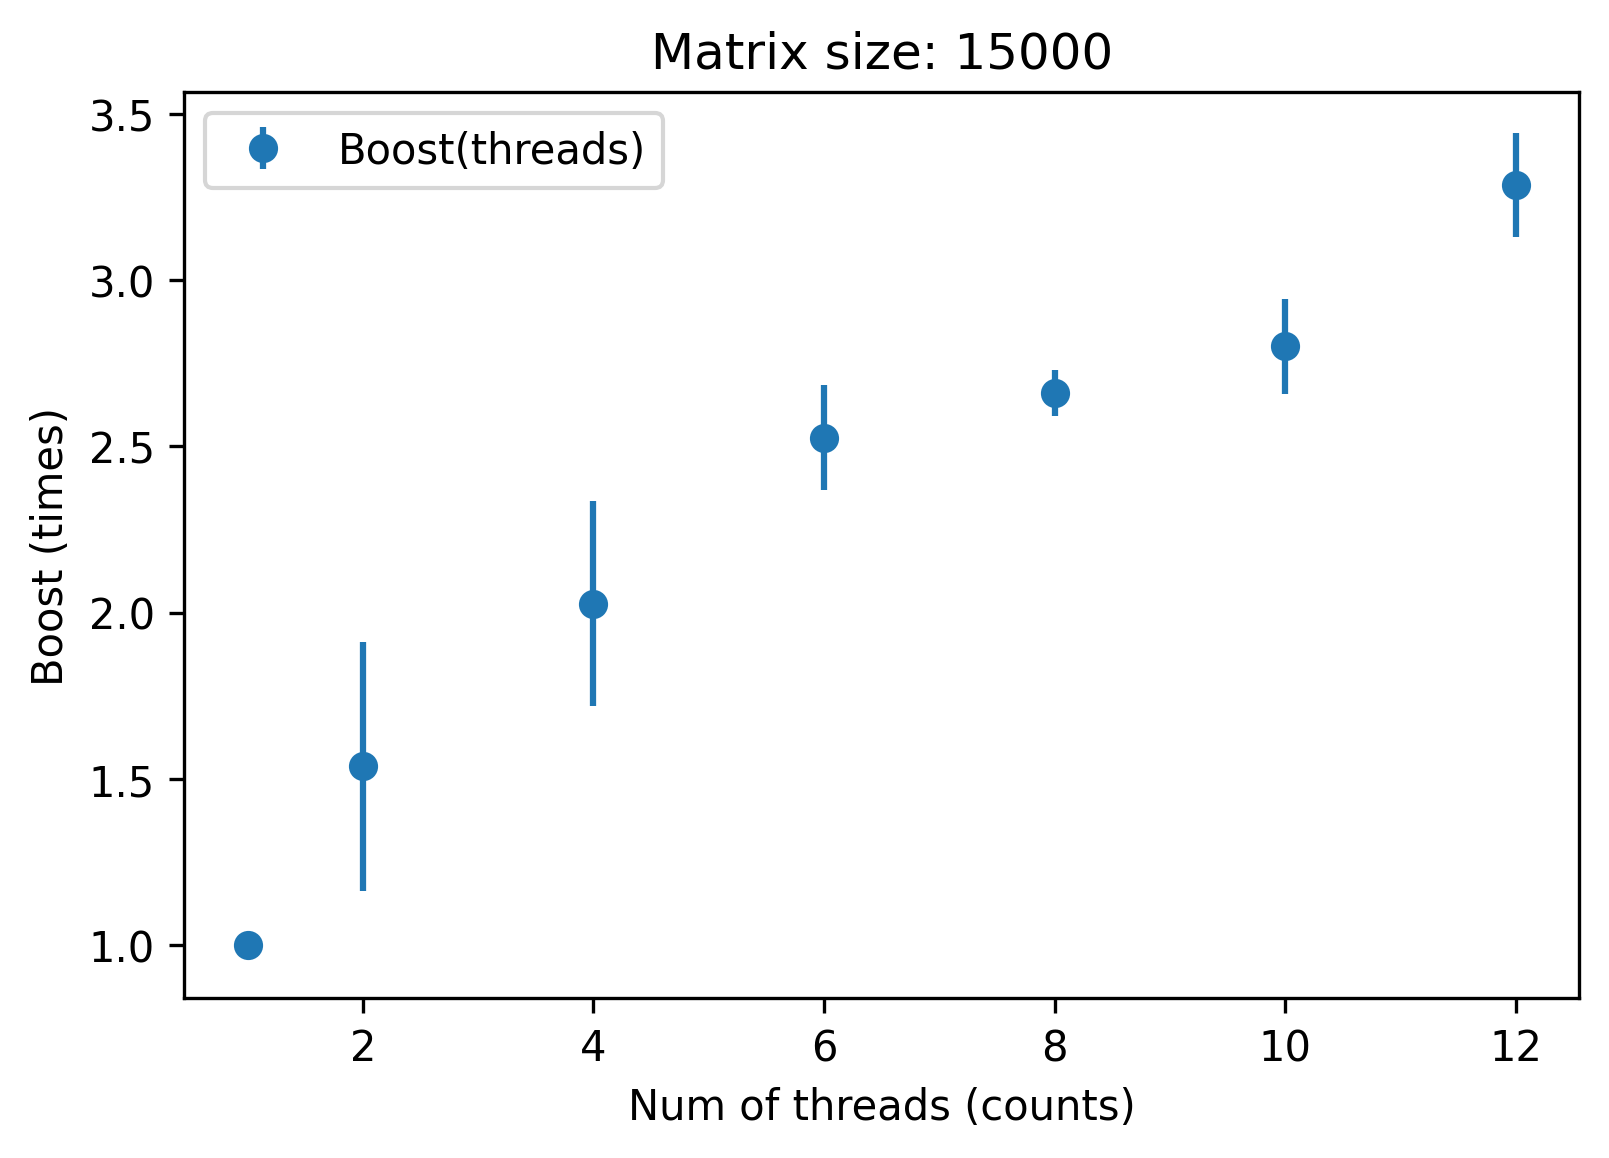 Matrix size: 15000
Boost(threads)
3.5
3.0
2.5
2.0
1.5
1.0
Boost (times)
2 4 6 8 10 12
Num of threads (counts)